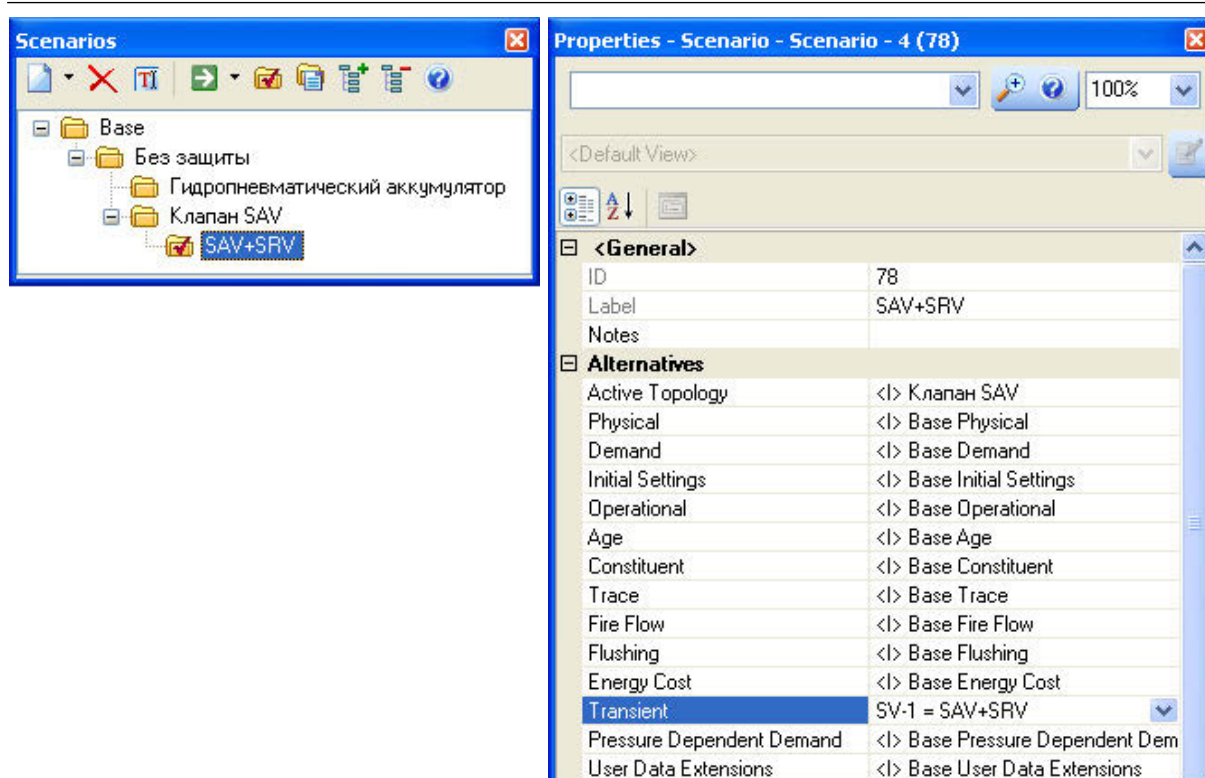 Scenarios
Base
Без защиты
Гидропневматический аккумулятор
Клапан SAV
SAV+SRV
Properties - Scenario - Scenario - 4 (78)
100%
<Default View>
<General>
ID 78
Label SAV+SRV
Notes
Alternatives
Active Topology <I> Клапан SAV
Physical <I> Base Physical
Demand <I> Base Demand
Initial Settings <I> Base Initial Settings
Operational <I> Base Operational
Age <I> Base Age
Constituent <I> Base Constituent
Trace <I> Base Trace
Fire Flow <I> Base Fire Flow
Flushing <I> Base Flushing
Energy Cost <I> Base Energy Cost
Transient SV-1 = SAV+SRV
Pressure Dependent Demand <I> Base Pressure Dependent Dem
User Data Extensions <I> Base User Data Extensions